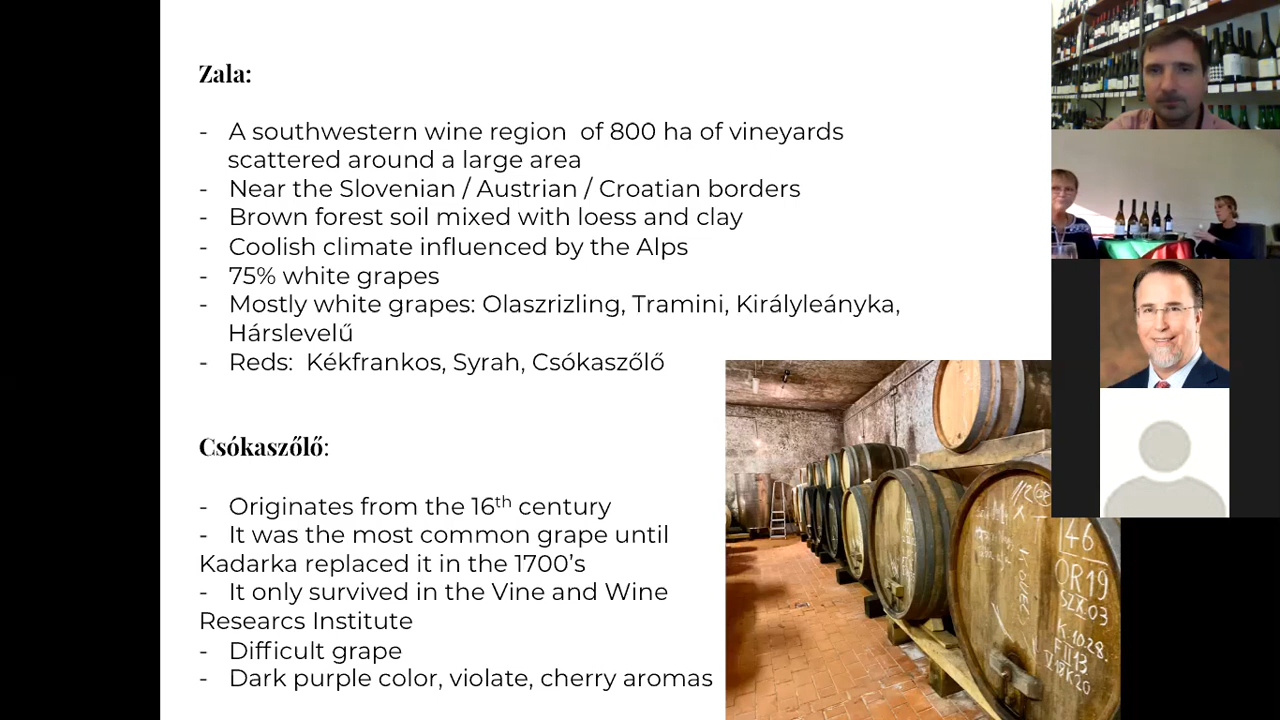 Zala:
- A southwestern wine region of 800 ha of vineyards
scattered around a large area
- Near the Slovenian / Austrian / Croatian borders
- Brown forest soil mixed with loess and clay
- Coolish climate influenced by the Alps
- 75% white grapes
- Mostly white grapes: Olaszrizling, Tramini, Királyleányka,
Hárslevelű
- Reds: Kékfrankos, Syrah, Csókaszőlő
Csókaszőlő:
- Originates from the 16th century
- It was the most common grape until
Kadarka replaced it in the 1700’s
- It only survived in the Vine and Wine
Researcs Institute
- Difficult grape
- Dark purple color, violate, cherry aromas
46
OR19
SZX.03
K.1028.